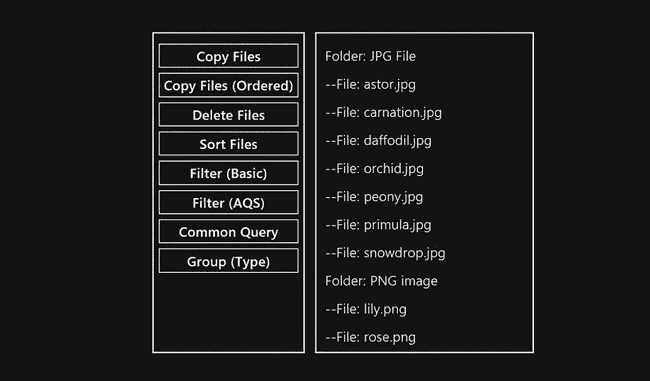 Copy Files
Copy Files (Ordered)
Delete Files
Sort Files
Filter (Basic)
Filter (AQS)
Common Query
Group (Type)
Folder: JPG File
--File: astor.jpg
--File: carnation.jpg
--File: daffodil.jpg
--File: orchid.jpg
--File: peony.jpg
--File: primula.jpg
--File: snowdrop.jpg
Folder: PNG image
--File: lily.png
--File: rose.png